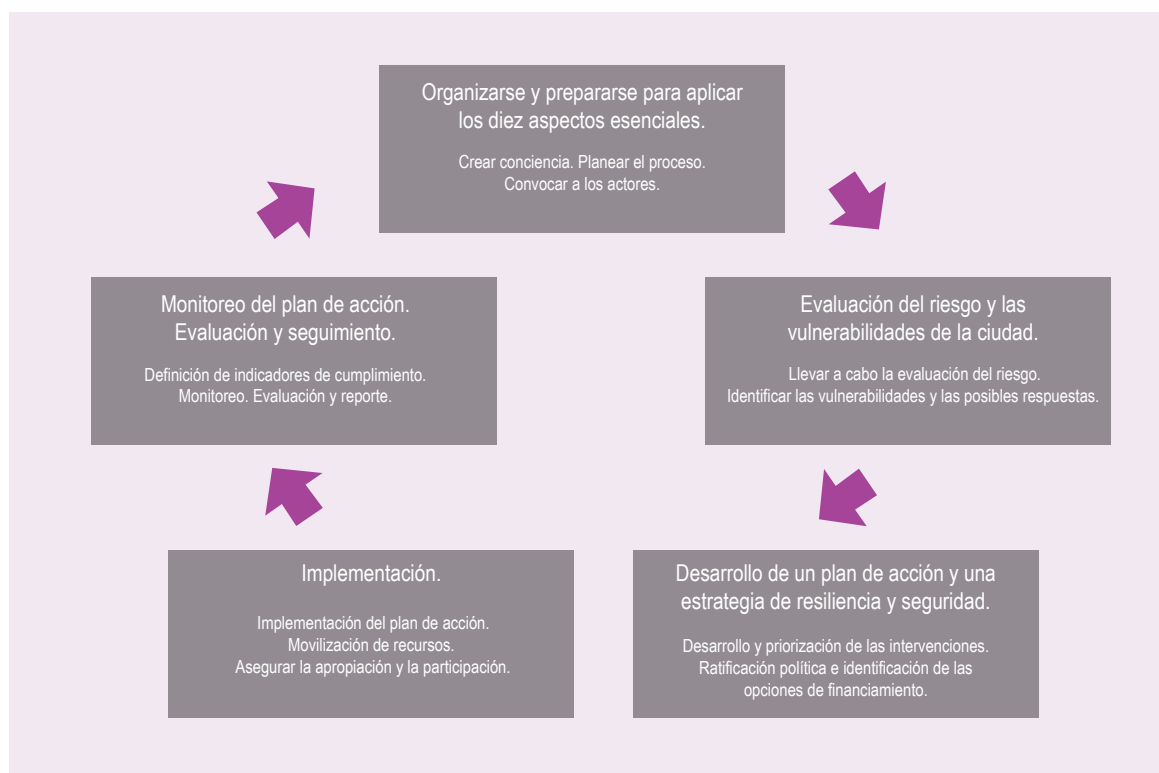 Organizarse y prepararse para aplicar
los diez aspectos esenciales.
Crear conciencia. Planear el proceso.
Convocar a los actores.
Evaluación del riesgo y las
vulnerabilidades de la ciudad.
Llevar a cabo la evaluación del riesgo.
Identificar las vulnerabilidades y las posibles respuestas.
Desarrollo de un plan de acción y una
estrategia de resiliencia y seguridad.
Desarrollo y priorización de las intervenciones.
Ratificación política e identificación de las
opciones de financiamiento.
Implementación.
Implementación del plan de acción.
Movilización de recursos.
Asegurar la apropiación y la participación.
Monitoreo del plan de acción.
Evaluación y seguimiento.
Definición de indicadores de cumplimiento.
Monitoreo. Evaluación y reporte.